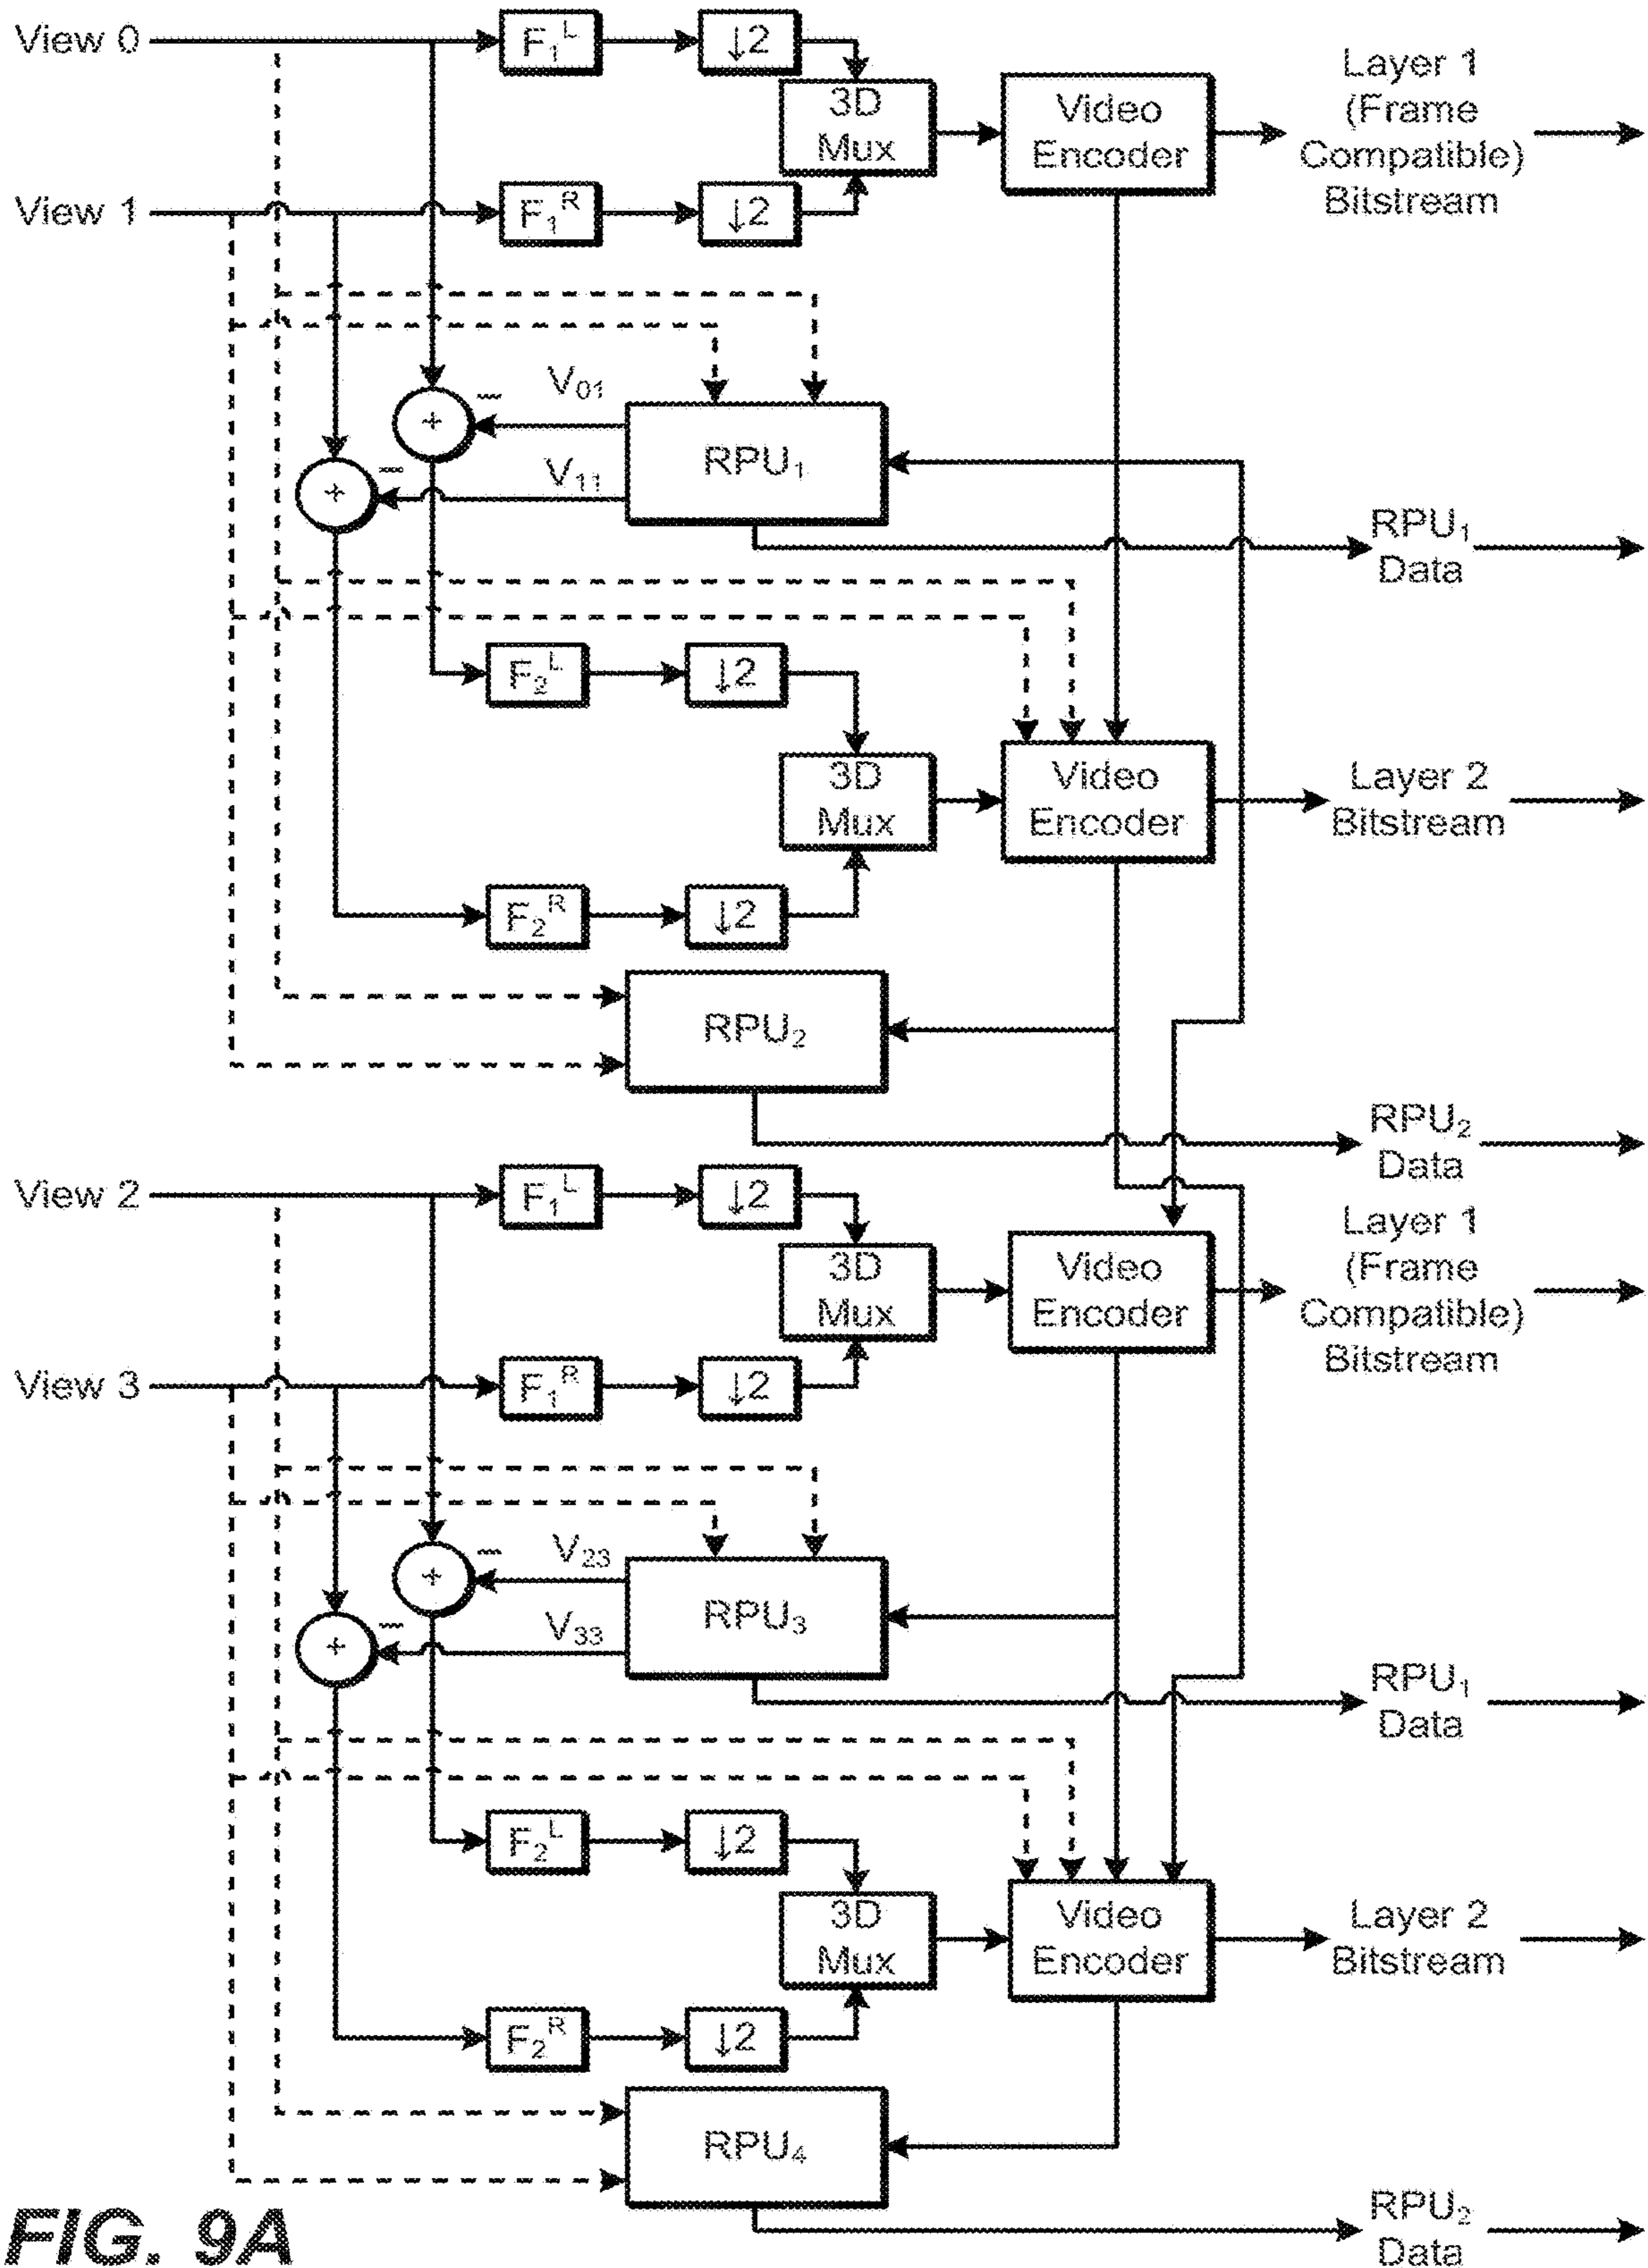 View 0
F₁ᴸ
↓2
3D
Mux
Video
Encoder
Layer 1
(Frame
Compatible)
Bitstream
View 1
F₁ᴿ
↓2
V₀₁
–
+
RPU₁
V₁₁
–
+
RPU₁
Data
F₂ᴸ
↓2
3D
Mux
Video
Encoder
Layer 2
Bitstream
F₂ᴿ
↓2
RPU₂
RPU₂
Data
View 2
F₁ᴸ
↓2
3D
Mux
Video
Encoder
Layer 1
(Frame
Compatible)
Bitstream
View 3
F₁ᴿ
↓2
V₂₃
–
+
RPU₃
V₃₃
–
+
RPU₁
Data
F₂ᴸ
↓2
3D
Mux
Video
Encoder
Layer 2
Bitstream
F₂ᴿ
↓2
RPU₄
RPU₂
Data
FIG. 9A